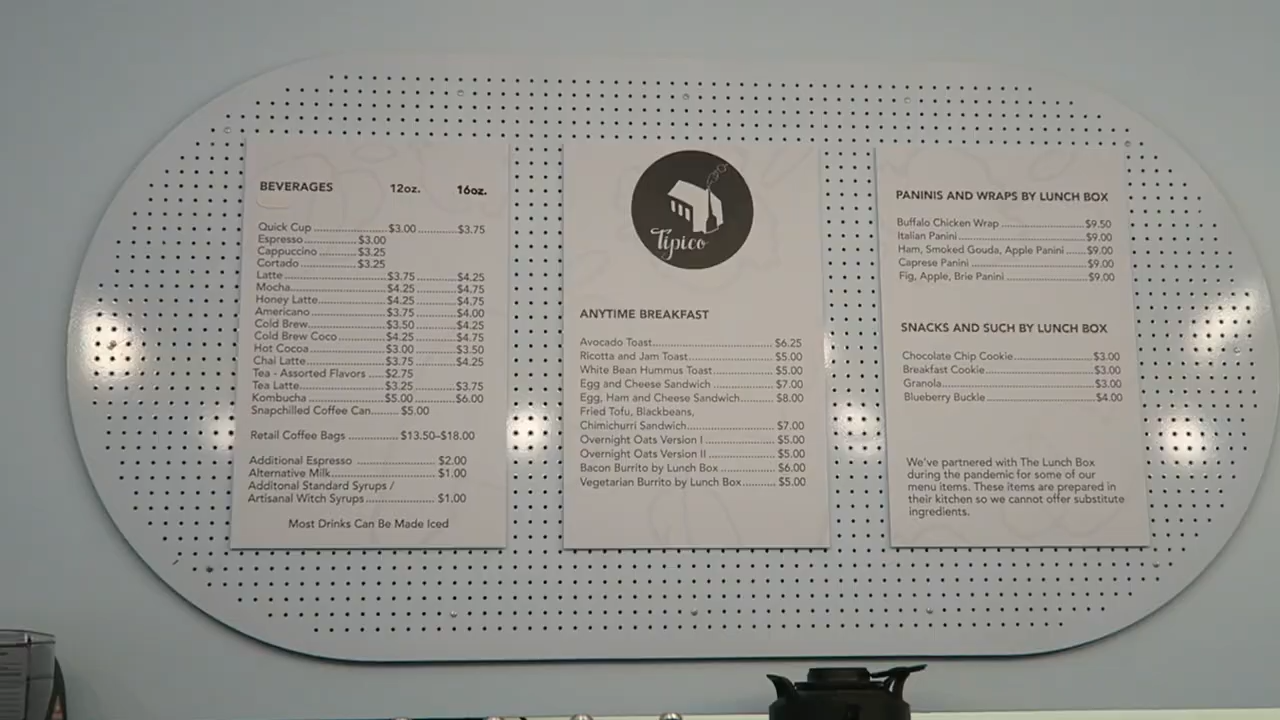 BEVERAGES 12oz. 16oz.
Quick Cup $3.00 $3.75
Espresso $3.00
Cappuccino $3.25
Cortado $3.25
Latte $3.75 $4.25
Mocha $4.25 $4.75
Honey Latte $4.25 $4.75
Americano $3.75 $4.00
Cold Brew $3.50 $4.25
Cold Brew Coco $4.25 $4.75
Hot Cocoa $3.00 $3.50
Chai Latte $3.75 $4.25
Tea - Assorted Flavors $2.75
Tea Latte $3.25 $3.75
Kombucha $5.00 $6.00
Snapchilled Coffee Can $5.00
Retail Coffee Bags $13.50–$18.00
Additional Espresso $2.00
Alternative Milk $1.00
Additonal Standard Syrups /
Artisanal Witch Syrups $1.00
Most Drinks Can Be Made Iced
Tipico
ANYTIME BREAKFAST
Avocado Toast $6.25
Ricotta and Jam Toast $5.00
White Bean Hummus Toast $5.00
Egg and Cheese Sandwich $7.00
Egg, Ham and Cheese Sandwich $8.00
Fried Tofu, Blackbeans,
Chimichurri Sandwich $7.00
Overnight Oats Version I $5.00
Overnight Oats Version II $5.00
Bacon Burrito by Lunch Box $6.00
Vegetarian Burrito by Lunch Box $5.00
PANINIS AND WRAPS BY LUNCH BOX
Buffalo Chicken Wrap $9.50
Italian Panini $9.00
Ham, Smoked Gouda, Apple Panini $9.00
Caprese Panini $9.00
Fig, Apple, Brie Panini $9.00
SNACKS AND SUCH BY LUNCH BOX
Chocolate Chip Cookie $3.00
Breakfast Cookie $3.00
Granola $3.00
Blueberry Buckle $4.00
We've partnered with The Lunch Box
during the pandemic for some of our
menu items. These items are prepared in
their kitchen so we cannot offer substitute
ingredients.